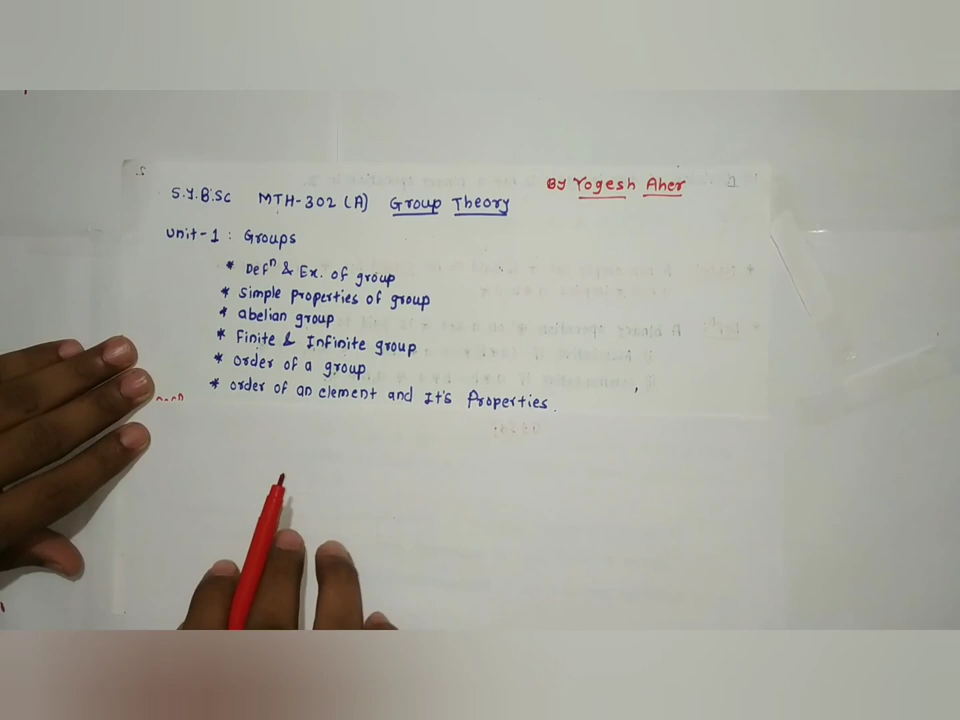 By Yogesh Aher
S.Y.B.Sc MTH-302 (A) Group Theory
Unit-1 : Groups
* Defⁿ & Ex. of group
* Simple Properties of group
* abelian group
* Finite & Infinite group
* order of a group
* order of an element and It's Properties.